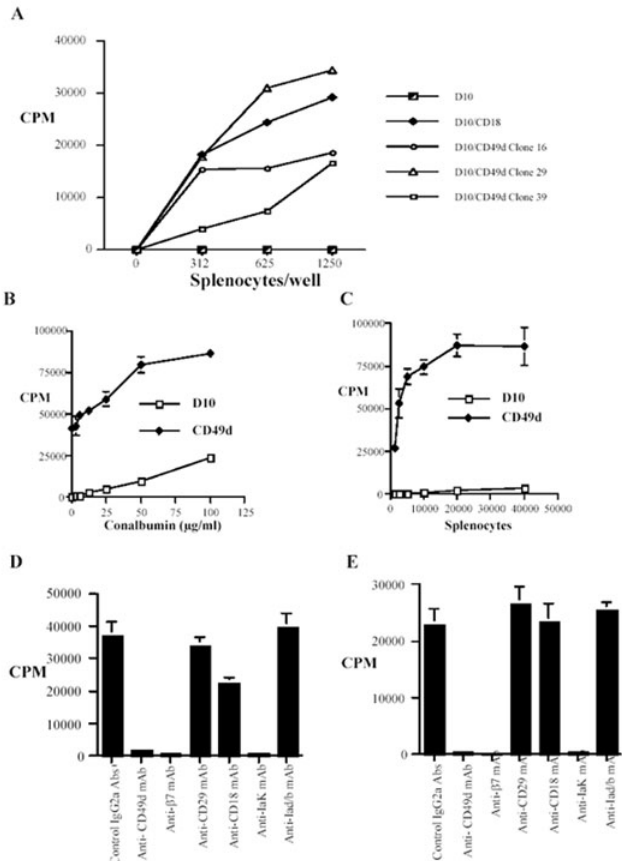 A
40000
30000
CPM
20000
10000
0
0 312 625 1250
Splenocytes/well
D10
D10/CD18
D10/CD49d Clone 16
D10/CD49d Clone 29
D10/CD49d Clone 39
B
100000
75000
CPM
50000
25000
0
0 25 50 75 100 125
Conalbumin (µg/ml)
D10
CD49d
C
100000
75000
CPM
50000
25000
0
0 10000 20000 30000 40000 50000
Splenocytes
D10
CD49d
D
50000
40000
CPM
30000
20000
10000
0
Control IgG2a Abs
Anti-CD49d mAb
Anti-β7 mAb
Anti-CD29 mAb
Anti-CD18 mAb
Anti-IaK mAb
Anti-Iad/b mAb
E
30000
20000
CPM
10000
0
Control IgG2a Abs
Anti-CD49d mAb
Anti-β7 mAb
Anti-CD29 mA
Anti-CD18 mA
Anti-IaK mA
Anti-Iad/b mA